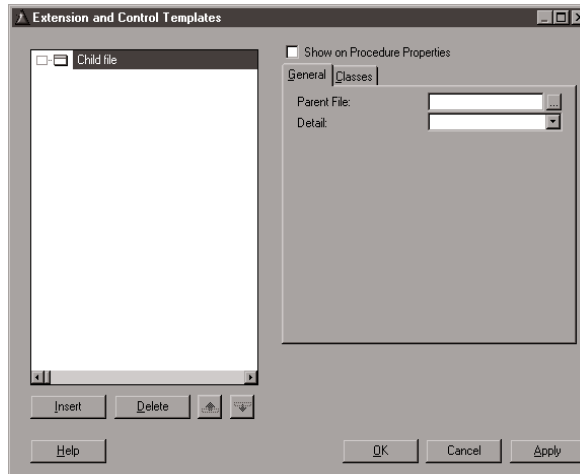 Extension and Control Templates
Child file
Show on Procedure Properties
General Classes
Parent File:
...
Detail:
Insert Delete
Help OK Cancel Apply